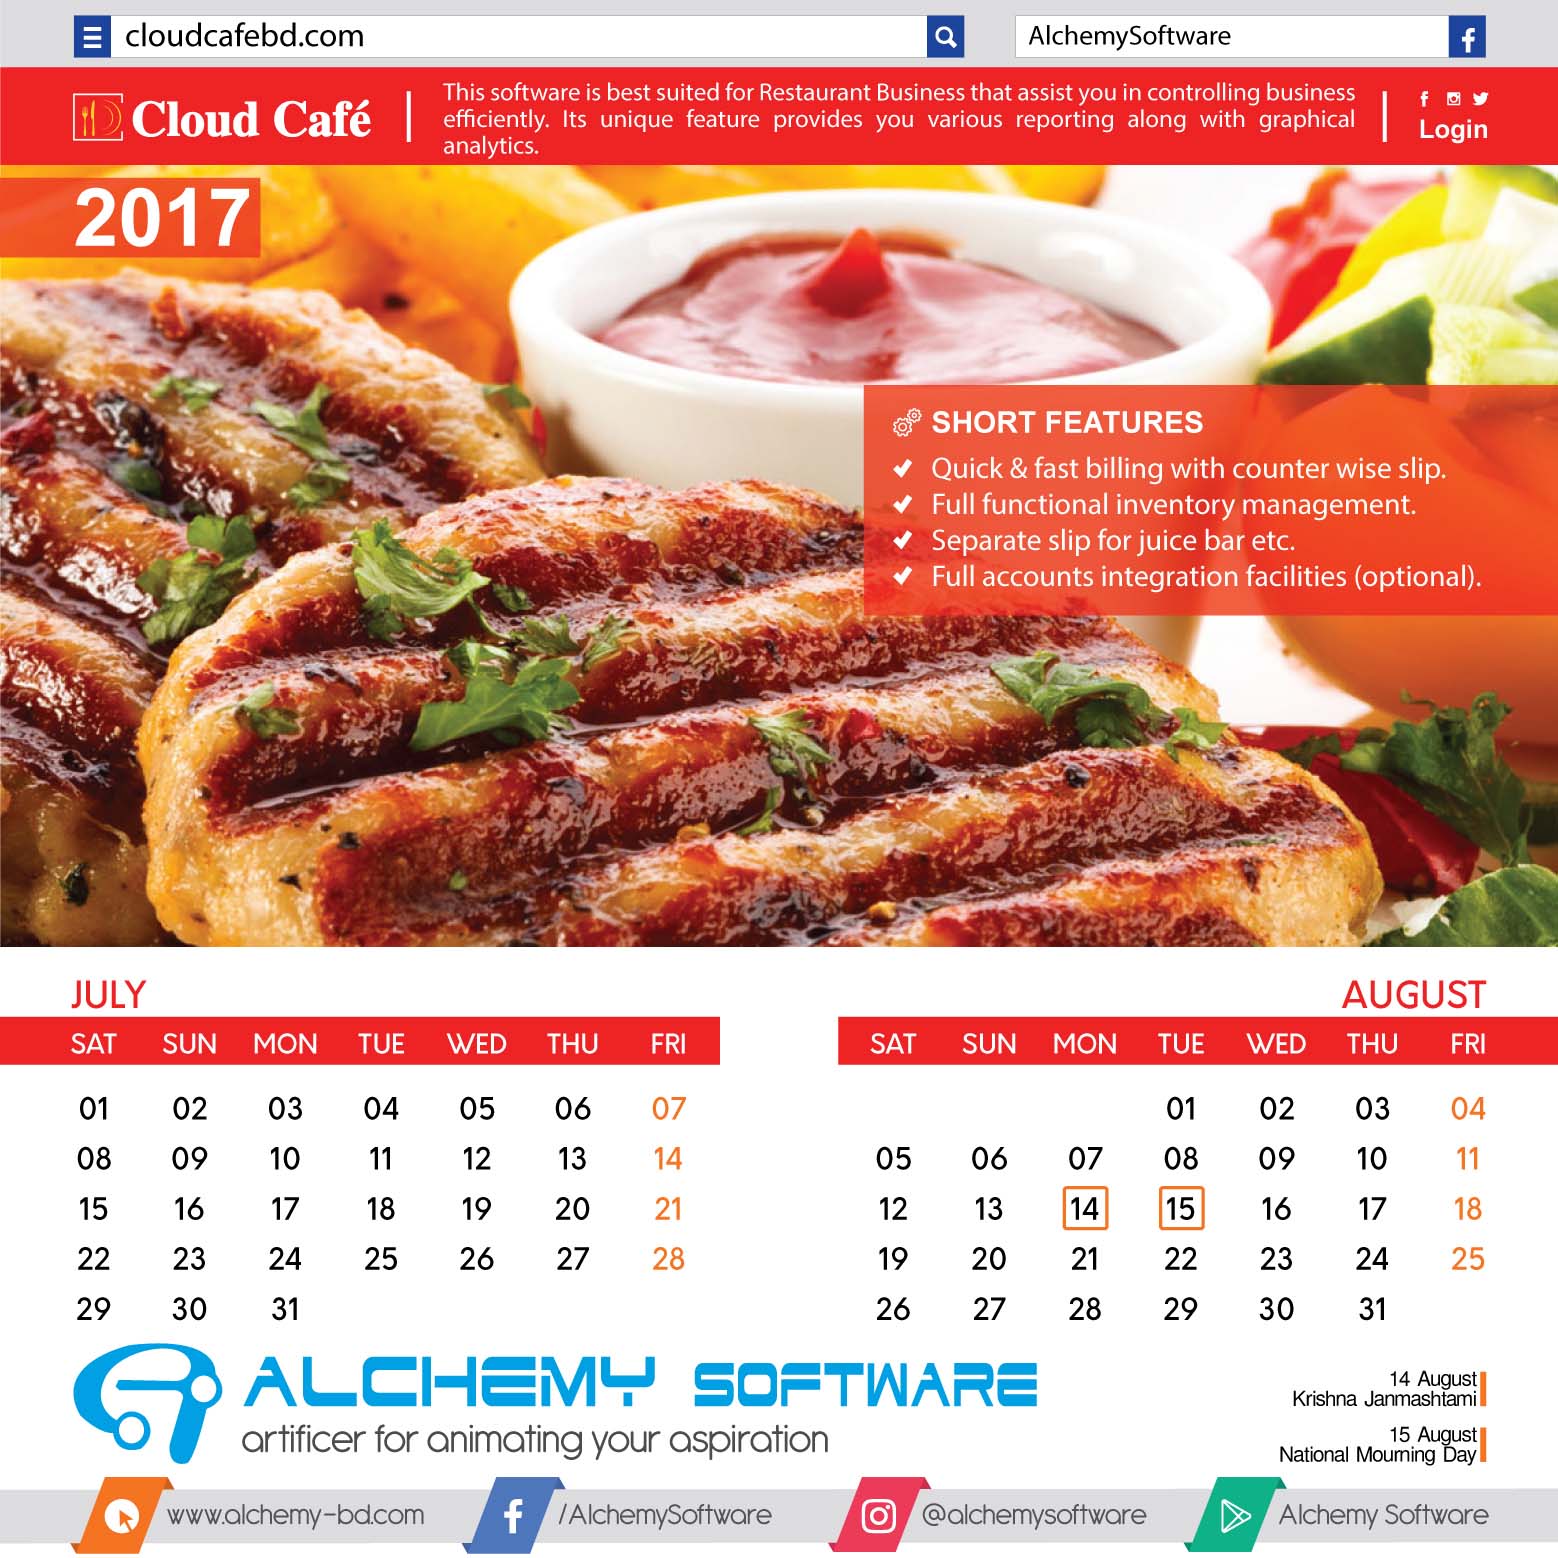 cloudcafebd.com
AlchemySoftware
Cloud Café
This software is best suited for Restaurant Business that assist you in controlling business
efficiently. Its unique feature provides you various reporting along with graphical
analytics.
Login
2017
SHORT FEATURES
Quick & fast billing with counter wise slip.
Full functional inventory management.
Separate slip for juice bar etc.
Full accounts integration facilities (optional).
JULY
SAT SUN MON TUE WED THU FRI
01 02 03 04 05 06 07
08 09 10 11 12 13 14
15 16 17 18 19 20 21
22 23 24 25 26 27 28
29 30 31
AUGUST
SAT SUN MON TUE WED THU FRI
01 02 03 04
05 06 07 08 09 10 11
12 13 14 15 16 17 18
19 20 21 22 23 24 25
26 27 28 29 30 31
ALCHEMY SOFTWARE
artificer for animating your aspiration
14 August
Krishna Janmashtami
15 August
National Mourning Day
www.alchemy-bd.com
/AlchemySoftware
@alchemysoftware
Alchemy Software